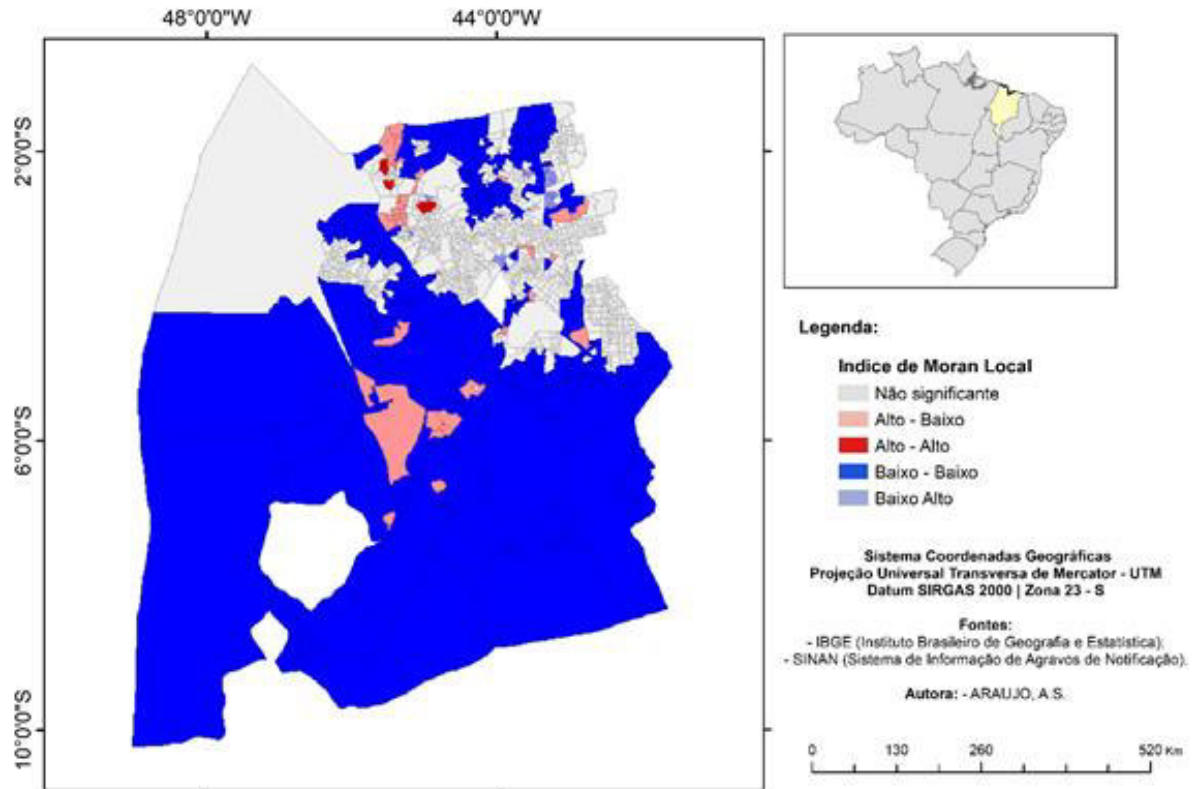 48°0'0"W
44°0'0"W
2°0'0"S
6°0'0"S
10°0'0"S
Legenda:
Indice de Moran Local
Não significante
Alto - Baixo
Alto - Alto
Baixo - Baixo
Baixo Alto
Sistema Coordenadas Geográficas
Projeção Universal Transversa de Mercator - UTM
Datum SIRGAS 2000 | Zona 23 - S
Fontes:
- IBGE (Instituto Brasileiro de Geografia e Estatística);
- SINAN (Sistema de Informação de Agravos de Notificação).
Autora: - ARAUJO, A.S.
0 130 260 520 Km